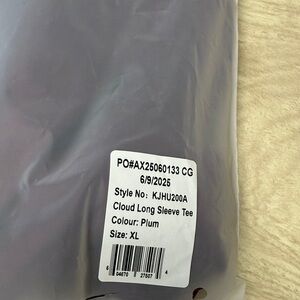 PO#AX25060133 CG
6/9/2025
Style No: KJHU200A
Cloud Long Sleeve Tee
Colour: Plum
Size: XL